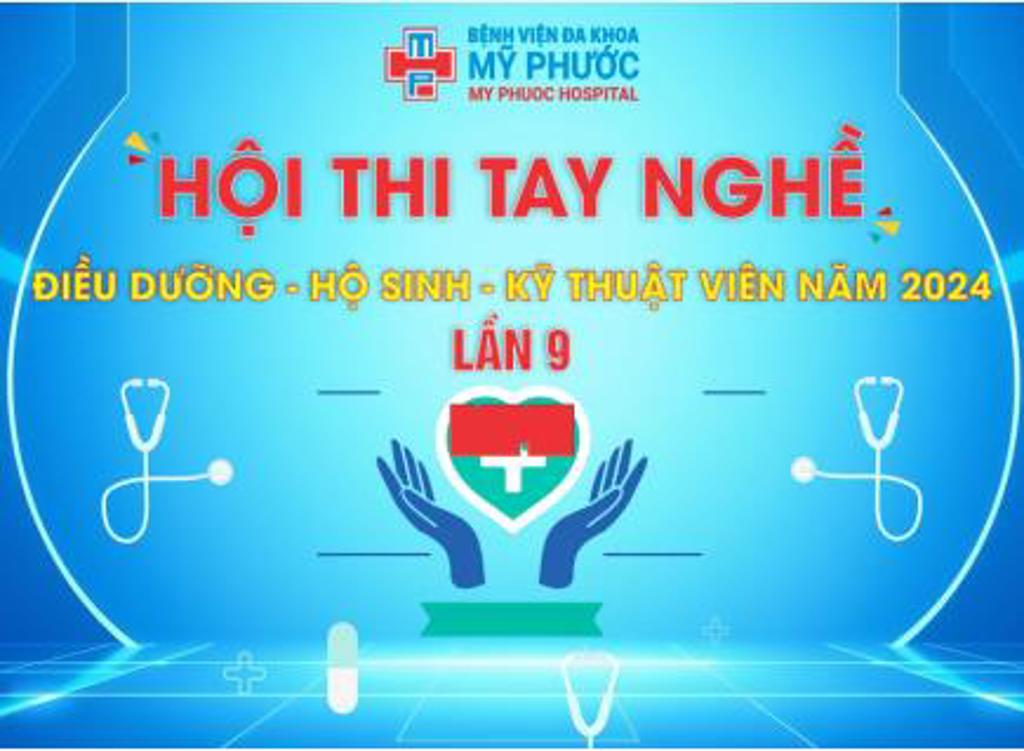 BỆNH VIỆN ĐA KHOA
MỸ PHƯỚC
MY PHUOC HOSPITAL
MP
HỘI THI TAY NGHỀ
ĐIỀU DƯỠNG - HỘ SINH - KỸ THUẬT VIÊN NĂM 2024
LẦN 9